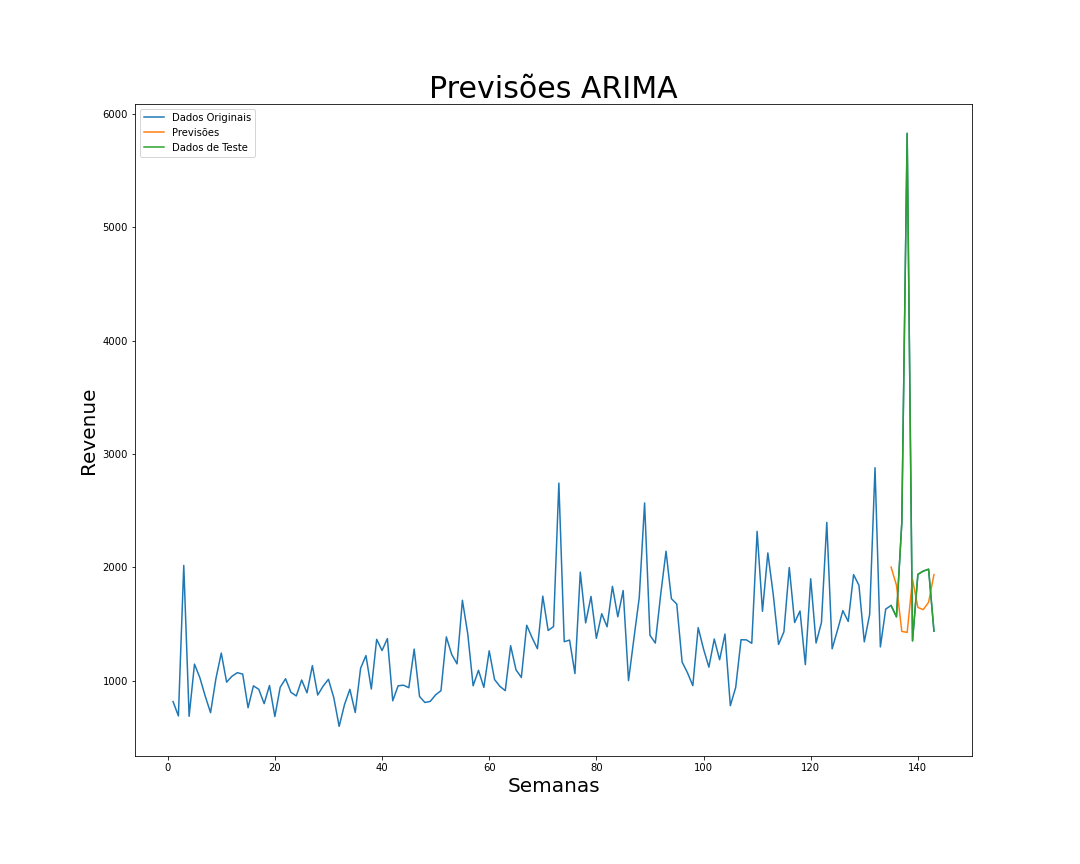 Previsões ARIMA
Dados Originais
Previsões
Dados de Teste
6000
5000
4000
3000
2000
1000
Revenue
0 20 40 60 80 100 120 140
Semanas